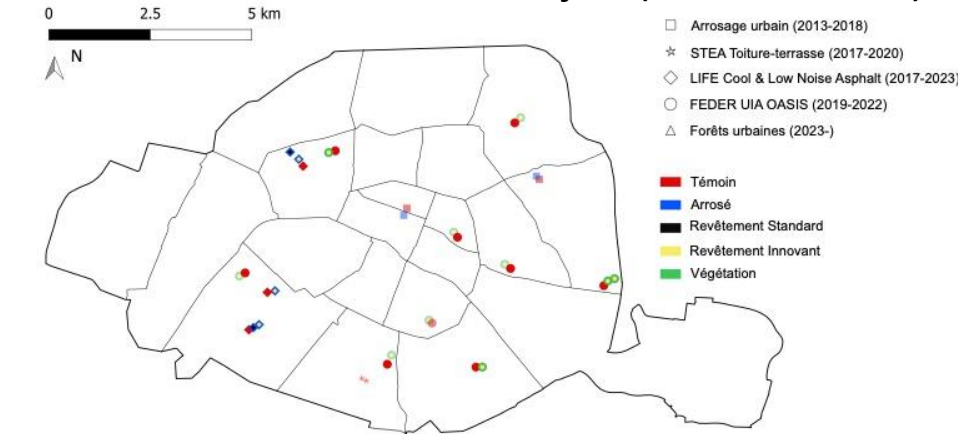 0 2.5 5 km
N
Arrosage urbain (2013-2018)
STEA Toiture-terrasse (2017-2020)
LIFE Cool & Low Noise Asphalt (2017-2023)
FEDER UIA OASIS (2019-2022)
Forêts urbaines (2023-)
Témoin
Arrosé
Revêtement Standard
Revêtement Innovant
Végétation